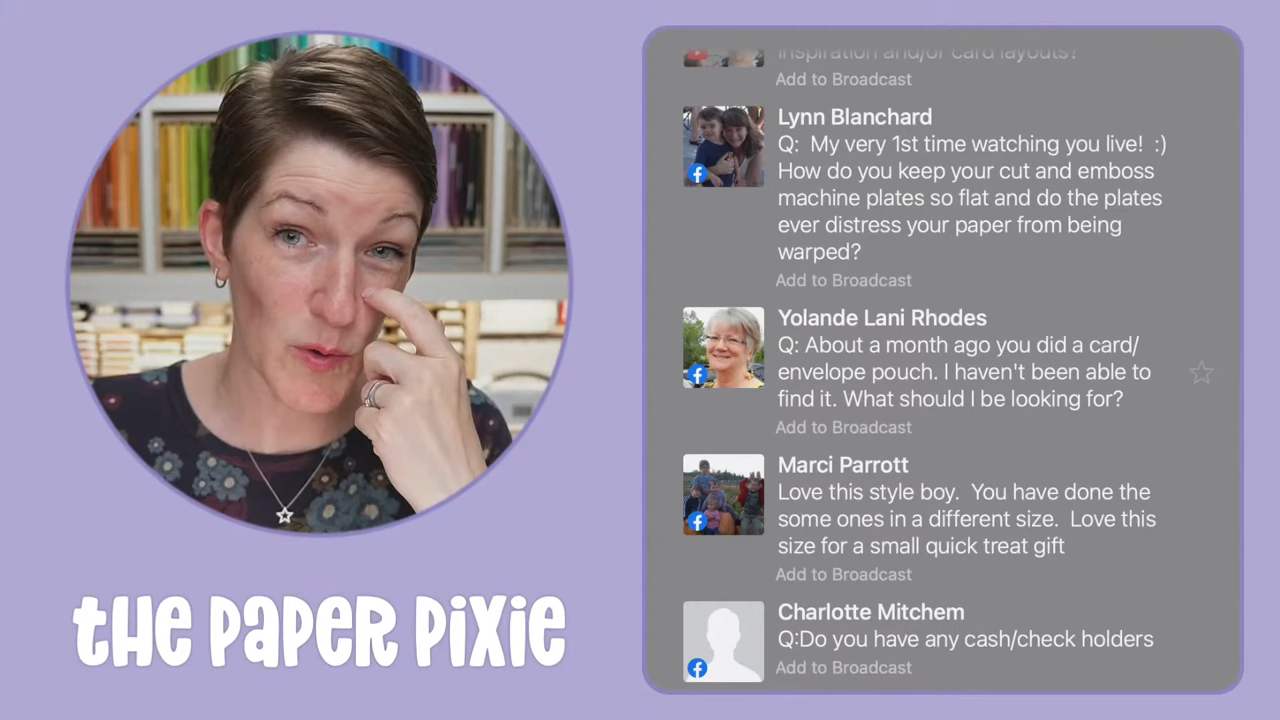 the paper pixie
inspiration and/or card layouts?
Add to Broadcast
Lynn Blanchard
Q:  My very 1st time watching you live!  :)
How do you keep your cut and emboss
machine plates so flat and do the plates
ever distress your paper from being
warped?
Add to Broadcast
Yolande Lani Rhodes
Q: About a month ago you did a card/
envelope pouch. I haven't been able to
find it. What should I be looking for?
Add to Broadcast
Marci Parrott
Love this style boy.  You have done the
some ones in a different size.  Love this
size for a small quick treat gift
Add to Broadcast
Charlotte Mitchem
Q:Do you have any cash/check holders
Add to Broadcast